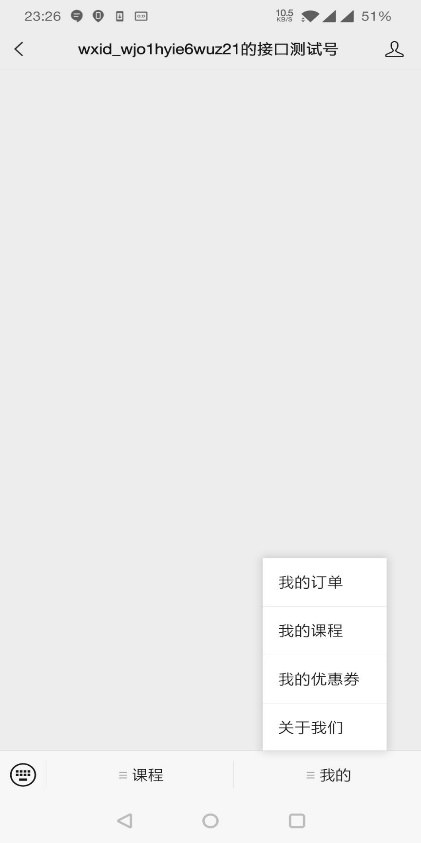 23:26 10.5 KB/S 51%
wxid_wjo1hyie6wuz21的接口测试号
我的订单
我的课程
我的优惠券
关于我们
课程 我的